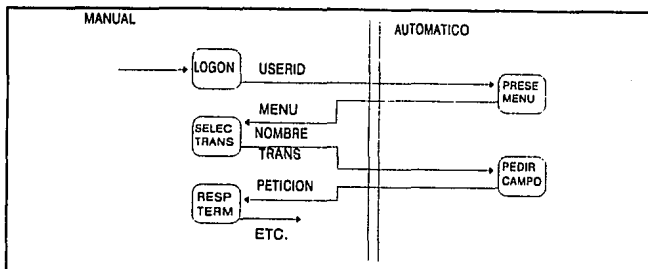 MANUAL
AUTOMATICO
LOGON
USERID
PRESE
MENU
MENU
SELEC
TRANS
NOMBRE
TRANS
PEDIR
CAMPO
PETICION
RESP
TERM
ETC.